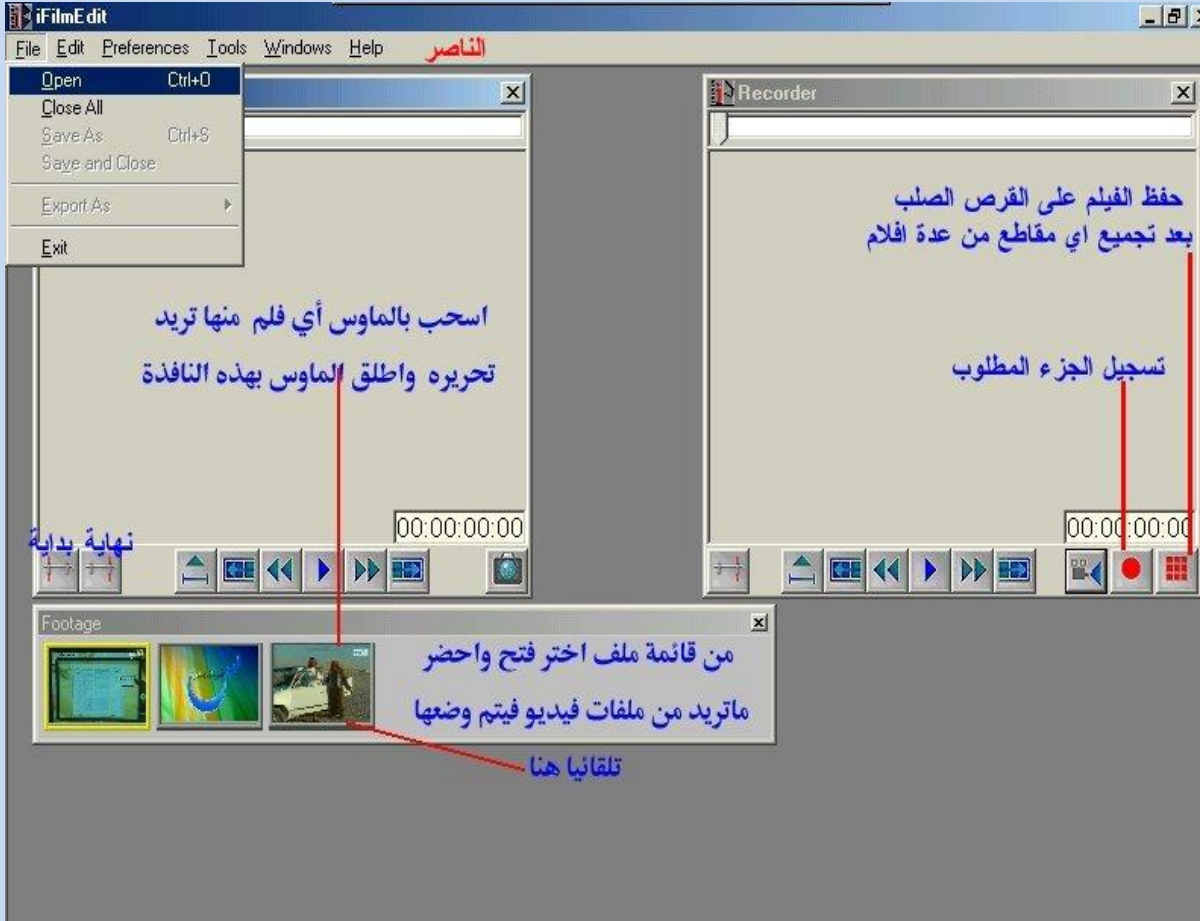 iFilmEdit
File Edit Preferences Tools Windows Help
الناصر
Open Ctrl+O
Close All
Save As Ctrl+S
Save and Close
Export As
Exit
Recorder
حفظ الفيلم على القرص الصلب
بعد تجميع اي مقاطع من عدة افلام
اسحب بالماوس أي فلم منها تريد
تحريره واطلق الماوس بهذه النافذة
تسجيل الجزء المطلوب
00:00:00:00
00:00:00:00
نهاية بداية
Footage
من قائمة ملف اختر فتح واحضر
ماتريد من ملفات فيديو فيتم وضعها
تلقائيا هنا